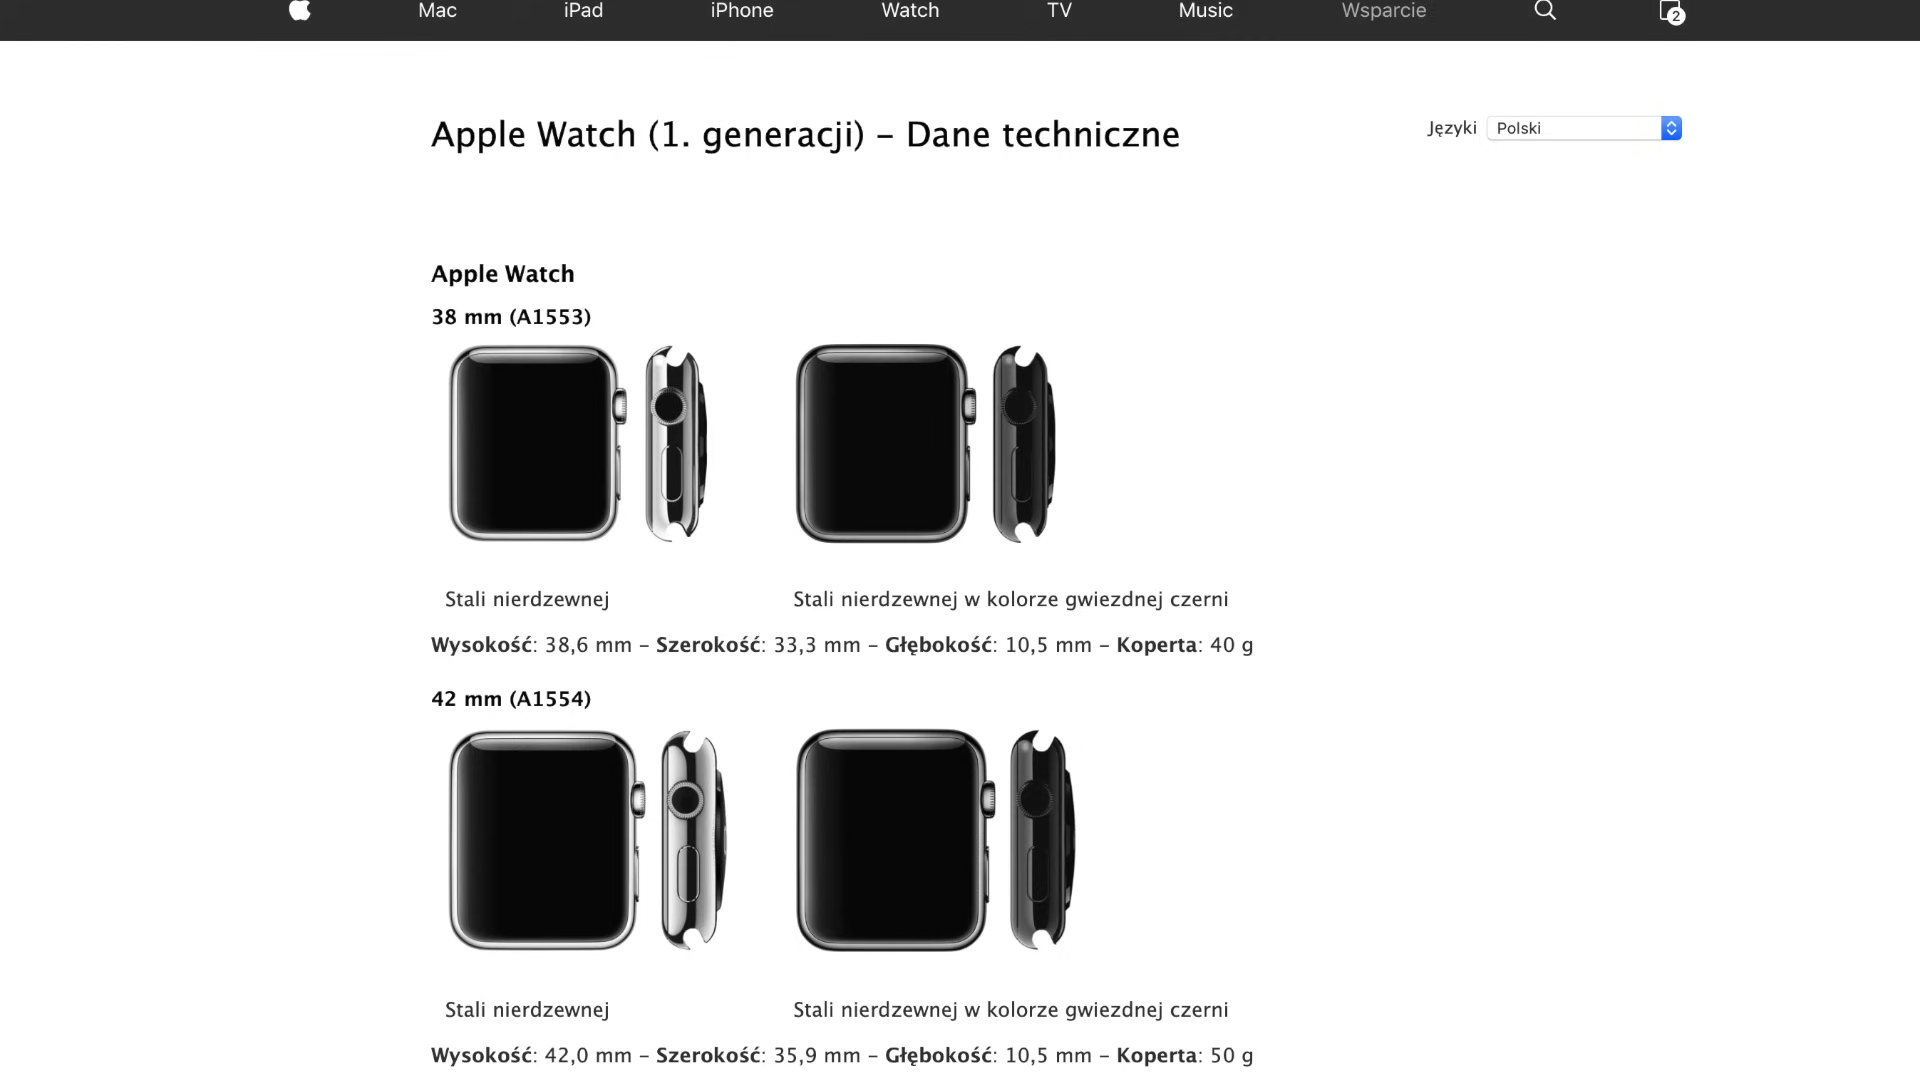 Mac iPad iPhone Watch TV Music Wsparcie 2
Apple Watch (1. generacji) – Dane techniczne
Języki Polski
Apple Watch
38 mm (A1553)
Stali nierdzewnej Stali nierdzewnej w kolorze gwiezdnej czerni
Wysokość: 38,6 mm – Szerokość: 33,3 mm – Głębokość: 10,5 mm – Koperta: 40 g
42 mm (A1554)
Stali nierdzewnej Stali nierdzewnej w kolorze gwiezdnej czerni
Wysokość: 42,0 mm – Szerokość: 35,9 mm – Głębokość: 10,5 mm – Koperta: 50 g